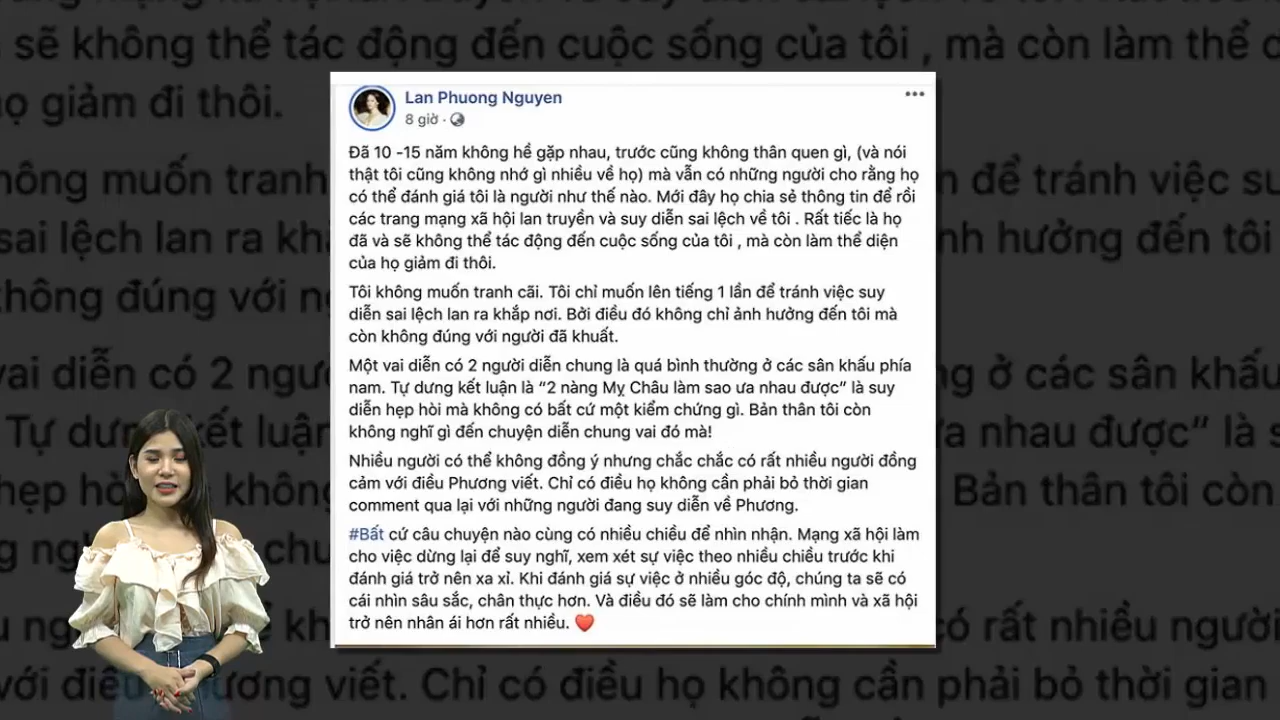 Lan Phuong Nguyen
8 giờ ·
Đã 10 -15 năm không hề gặp nhau, trước cũng không thân quen gì, (và nói
thật tôi cũng không nhớ gì nhiều về họ) mà vẫn có những người cho rằng họ
có thể đánh giá tôi là người như thế nào. Mới đây họ chia sẻ thông tin để rồi
các trang mạng xã hội lan truyền và suy diễn sai lệch về tôi . Rất tiếc là họ
đã và sẽ không thể tác động đến cuộc sống của tôi , mà còn làm thể diện
của họ giảm đi thôi.
Tôi không muốn tranh cãi. Tôi chỉ muốn lên tiếng 1 lần để tránh việc suy
diễn sai lệch lan ra khắp nơi. Bởi điều đó không chỉ ảnh hưởng đến tôi mà
còn không đúng với người đã khuất.
Một vai diễn có 2 người diễn chung là quá bình thường ở các sân khấu phía
nam. Tự dưng kết luận là “2 nàng Mỵ Châu làm sao ưa nhau được” là suy
diễn hẹp hòi mà không có bất cứ một kiểm chứng gì. Bản thân tôi còn
không nghĩ gì đến chuyện diễn chung vai đó mà!
Nhiều người có thể không đồng ý nhưng chắc chắc có rất nhiều người đồng
cảm với điều Phương viết. Chỉ có điều họ không cần phải bỏ thời gian
comment qua lại với những người đang suy diễn về Phương.
#Bất cứ câu chuyện nào cùng có nhiều chiều để nhìn nhận. Mạng xã hội làm
cho việc dừng lại để suy nghĩ, xem xét sự việc theo nhiều chiều trước khi
đánh giá trở nên xa xỉ. Khi đánh giá sự việc ở nhiều góc độ, chúng ta sẽ có
cái nhìn sâu sắc, chân thực hơn. Và điều đó sẽ làm cho chính mình và xã hội
trở nên nhân ái hơn rất nhiều. ❤️